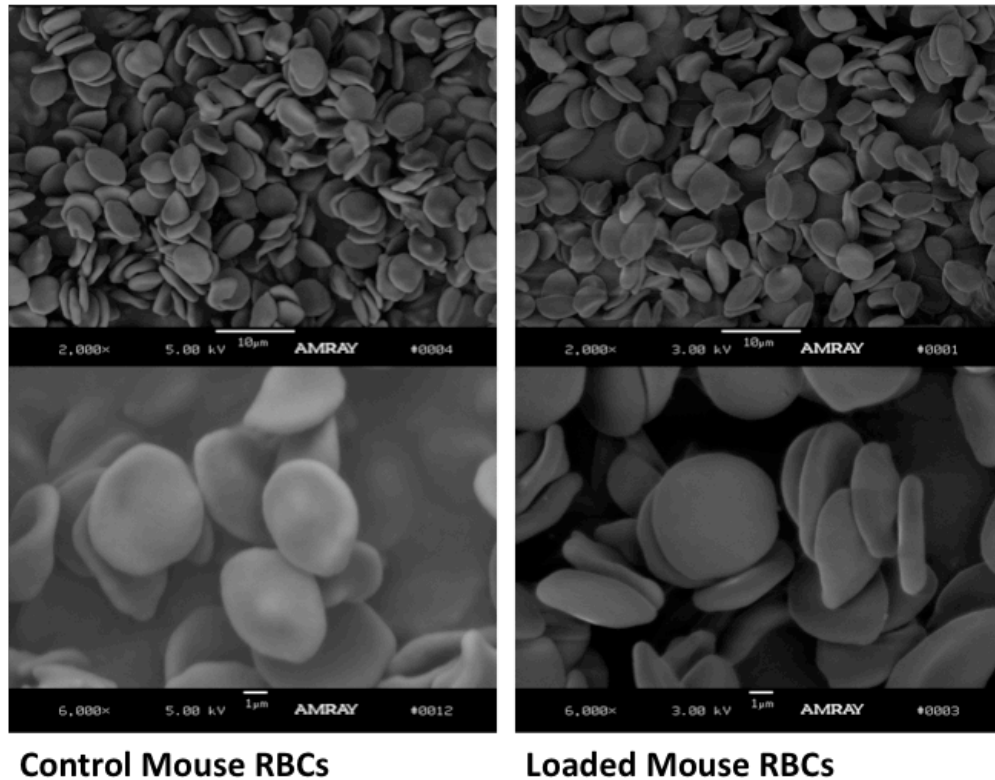 10μm
2,000× 5.00 kV AMRAY #0004
10μm
2,000× 3.00 kV AMRAY #0001
1μm
6,000× 5.00 kV AMRAY #0012
1μm
6,000× 3.00 kV AMRAY #0003
Control Mouse RBCs
Loaded Mouse RBCs